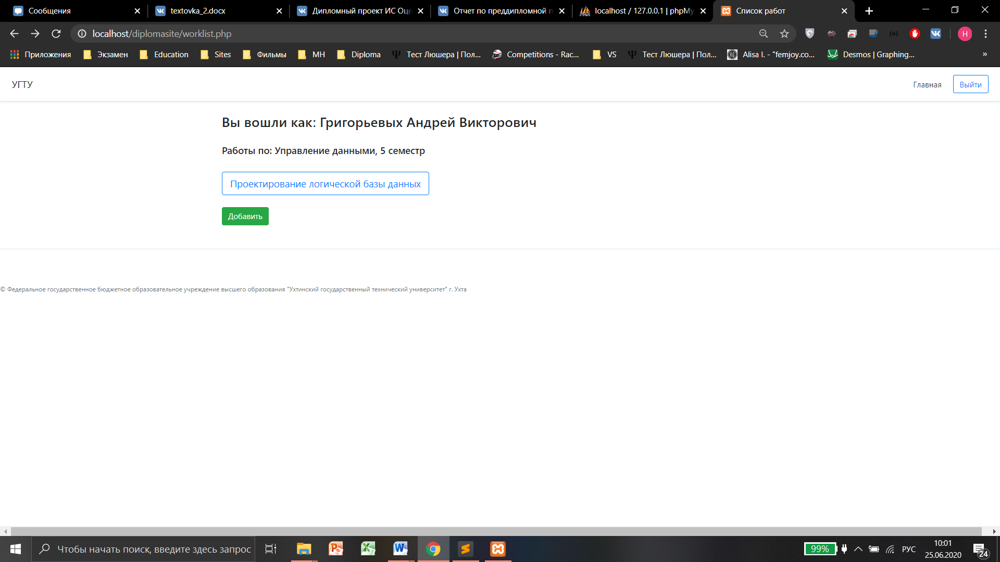 Сообщения
textovka_2.docx
Дипломный проект ИС Оце
Отчет по преддипломной п
localhost / 127.0.0.1 | phpMy
Список работ
localhost/diplomasite/worklist.php
Н
Приложения
Экзамен
Education
Sites
Фильмы
МН
Diploma
Тест Люшера | Пол...
Competitions - Rac...
VS
Тест Люшера | Пол...
Alisa I. - "femjoy.co...
Desmos | Graphing...
»
УГТУ
Главная
Выйти
Вы вошли как: Григорьевых Андрей Викторович
Работы по: Управление данными, 5 семестр
Проектирование логической базы данных
Добавить
© Федеральное государственное бюджетное образовательное учреждение высшего образования "Ухтинский государственный технический университет" г. Ухта
Чтобы начать поиск, введите здесь запрос
99%
РУС
10:01
25.06.2020
24